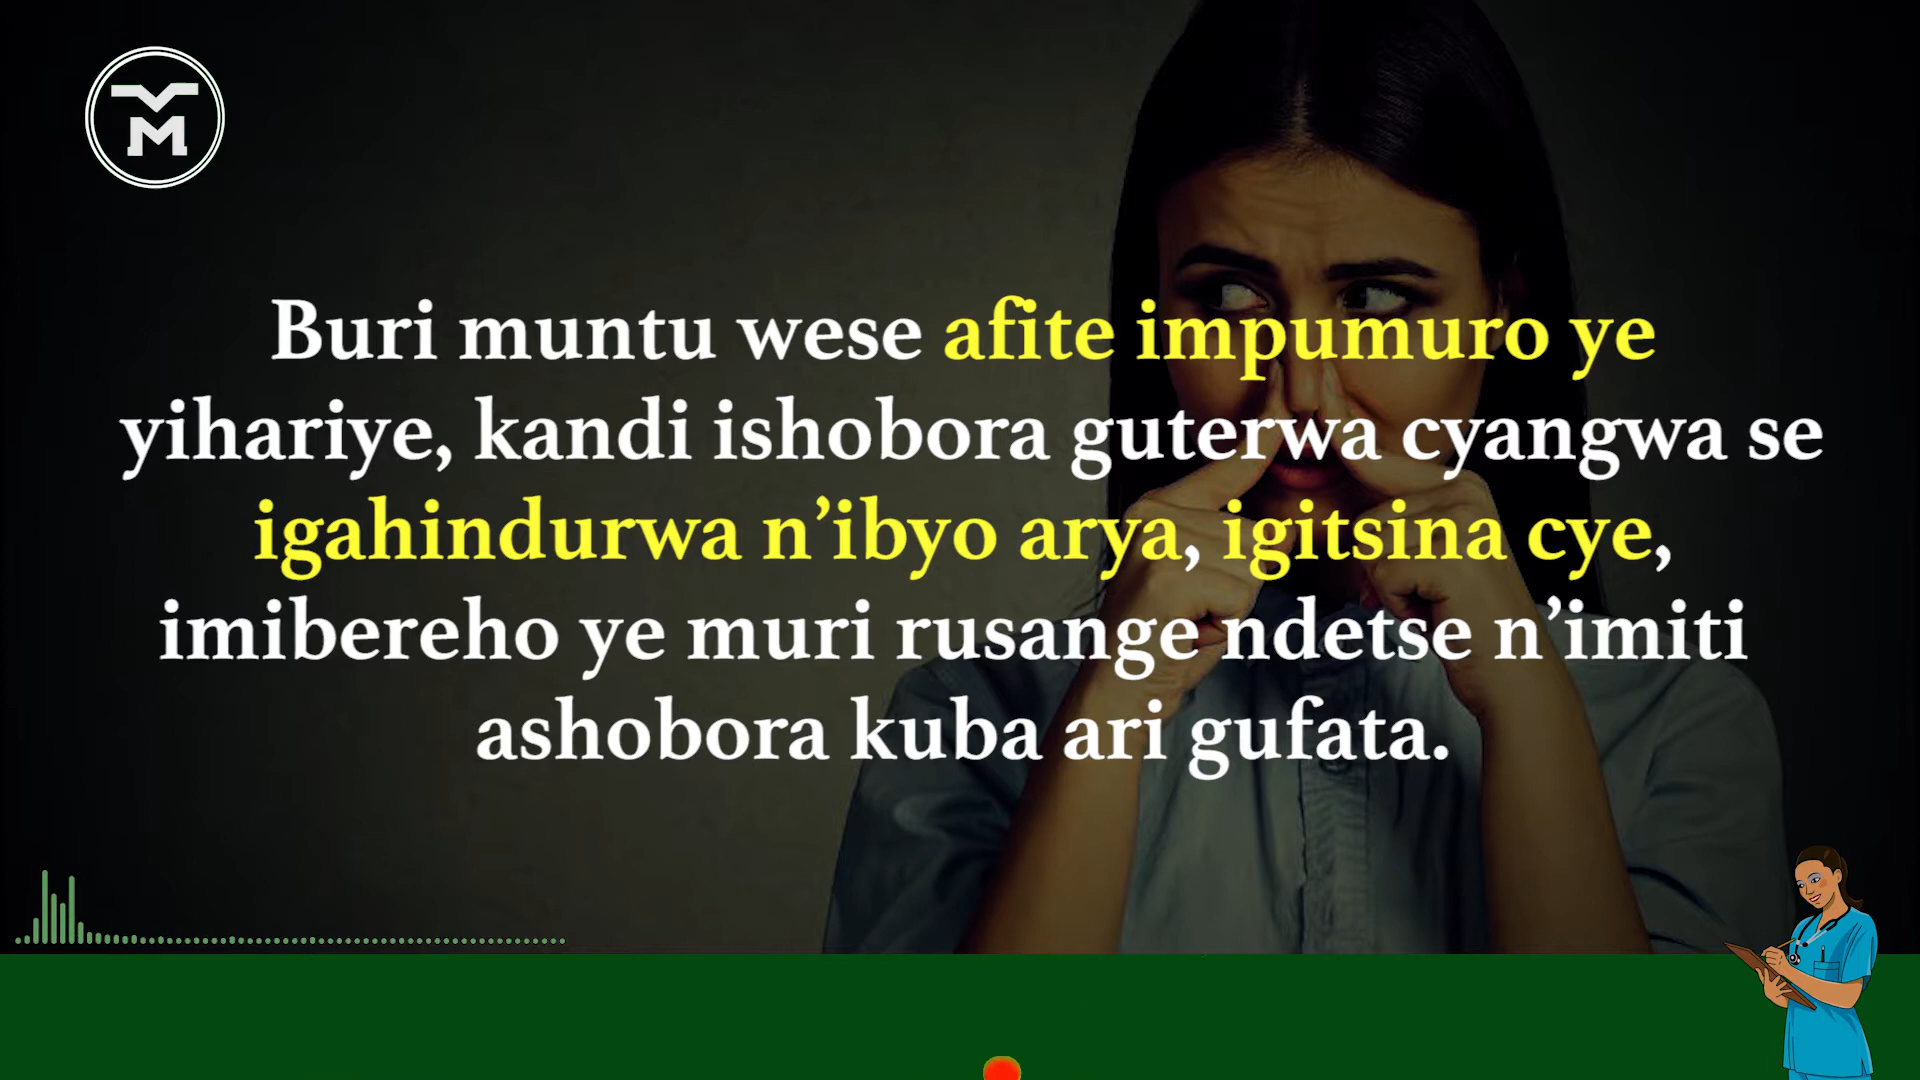 YM
Buri muntu wese afite impumuro ye
yihariye, kandi ishobora guterwa cyangwa se
igahindurwa n’ibyo arya, igitsina cye,
imibereho ye muri rusange ndetse n’imiti
ashobora kuba ari gufata.